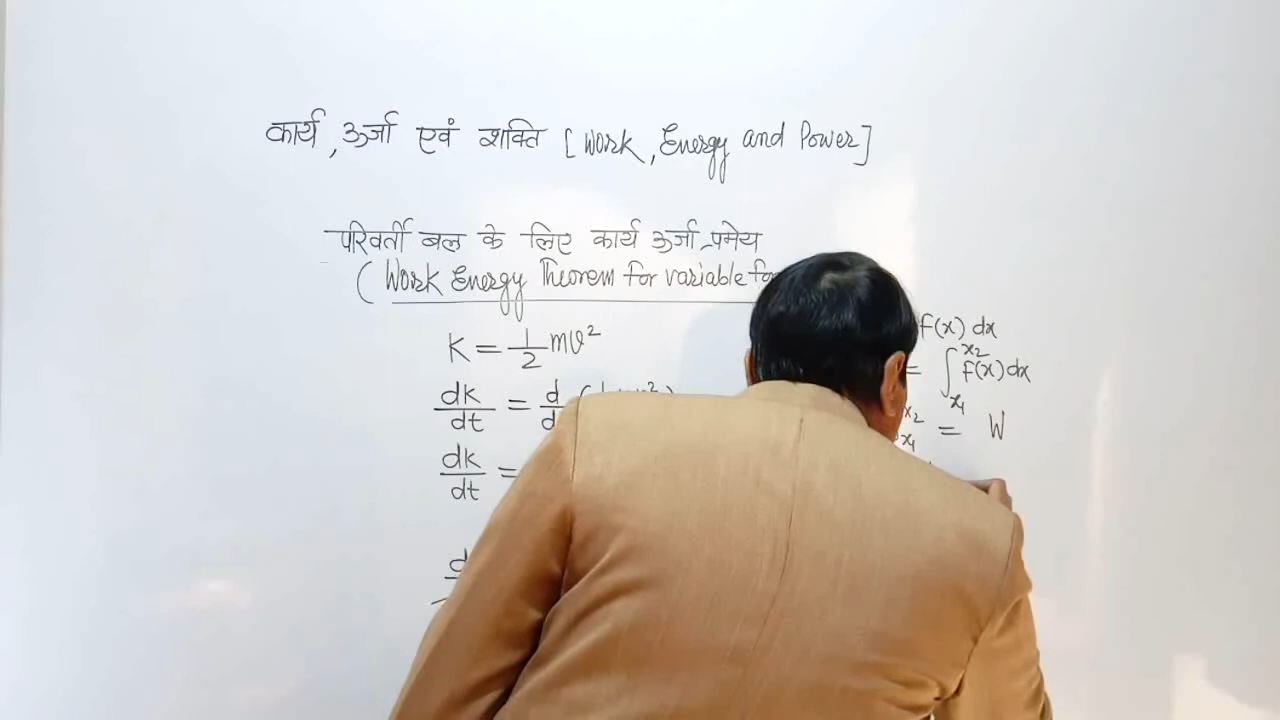 कार्य, ऊर्जा एवं शक्ति [Work, Energy and Power]
परिवर्ती बल के लिए कार्य ऊर्जा प्रमेय
(Work Energy Theorem for variable
K = 1/2 mv²
dk/dt = d
dk/dt =
f(x) dx
= ∫_{x₁}^{x₂} f(x) dx
x₂ x₁ = W